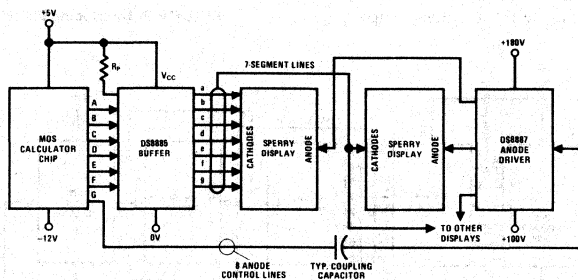 +5V
+180V
RP
VCC
7-SEGMENT LINES
MOS
CALCULATOR
CHIP
A
B
C
D
E
F
G
DS8885
BUFFER
a
b
c
d
e
f
g
CATHODES
SPERRY
DISPLAY
ANODE
CATHODES
SPERRY
DISPLAY
ANODE
DS8887
ANODE
DRIVER
-12V
0V
TO OTHER
DISPLAYS
+100V
8 ANODE
CONTROL LINES
TYP. COUPLING
CAPACITOR